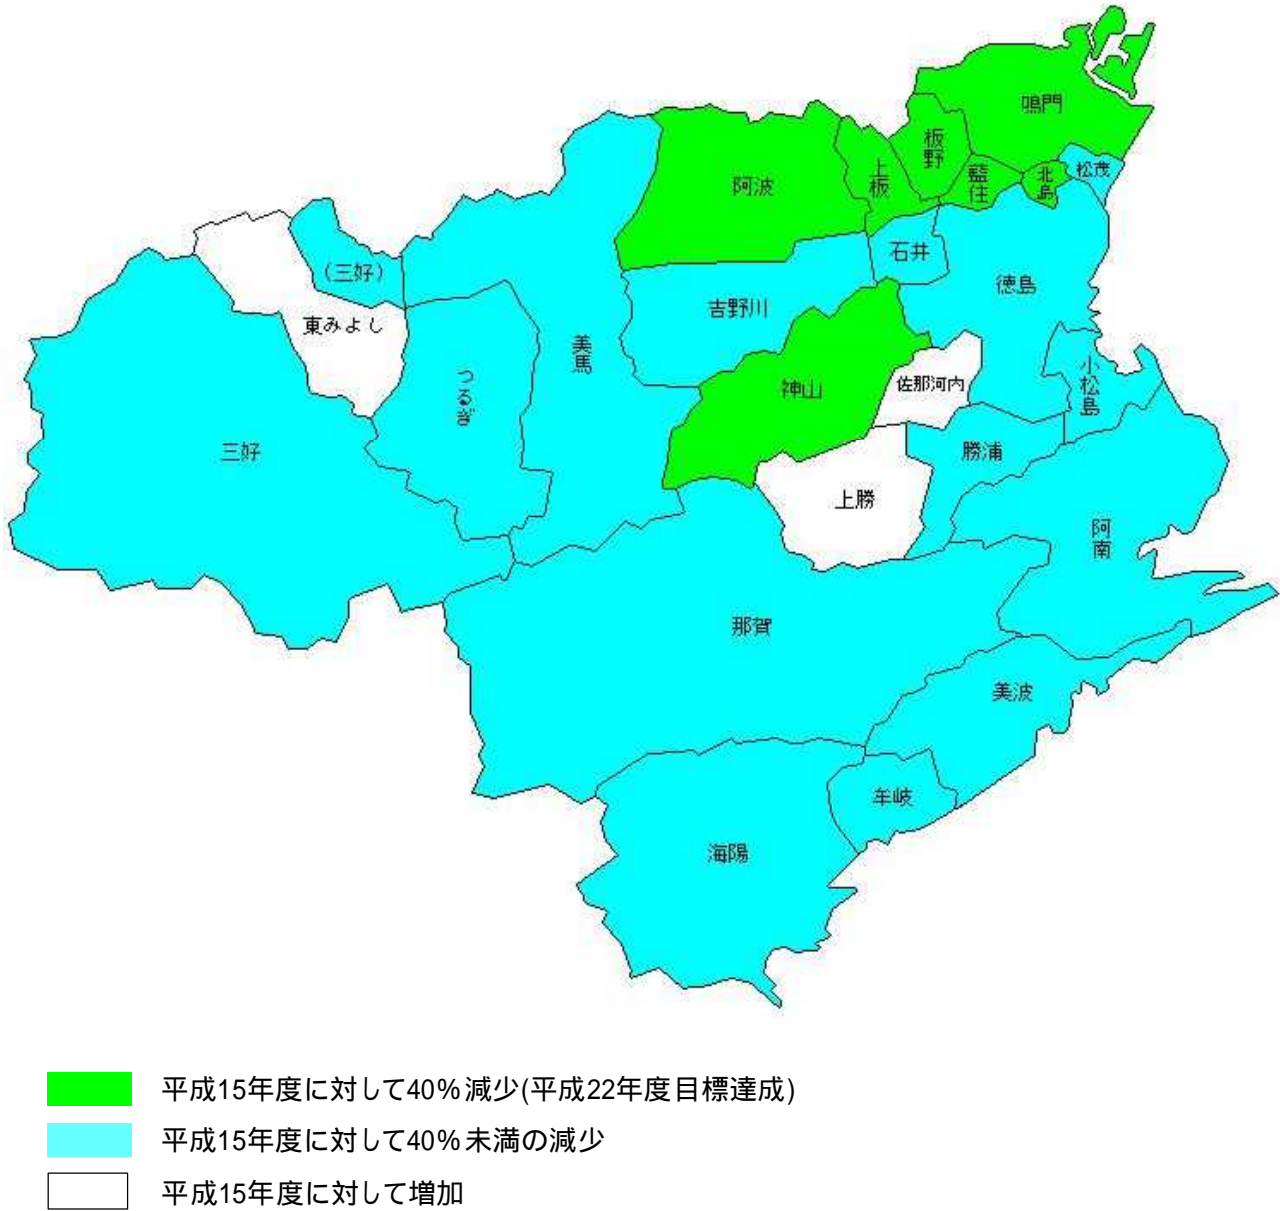 鳴門
板野
松茂
上板
藍住
北島
阿波
石井
(三好)
徳島
吉野川
東みよし
美馬
小松島
つるぎ
神山
佐那河内
三好
勝浦
上勝
阿南
那賀
美波
牟岐
海陽
平成15年度に対して40%減少(平成22年度目標達成)
平成15年度に対して40%未満の減少
平成15年度に対して増加